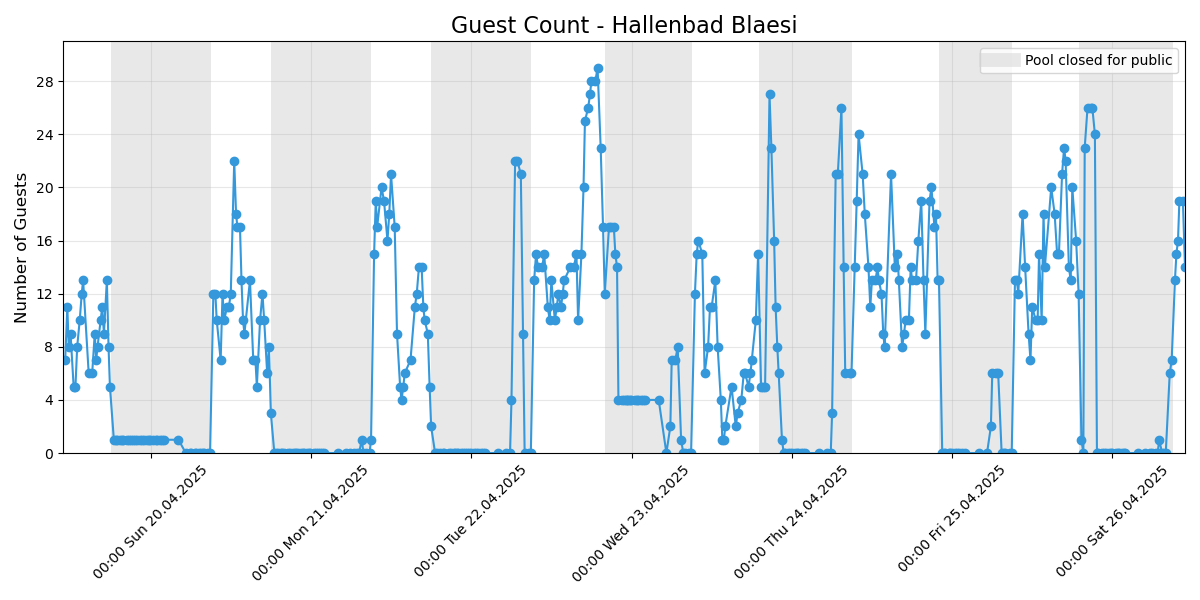 Guest Count - Hallenbad Blaesi
Pool closed for public
Number of Guests
28
24
20
16
12
8
4
0
00:00 Sun 20.04.2025
00:00 Mon 21.04.2025
00:00 Tue 22.04.2025
00:00 Wed 23.04.2025
00:00 Thu 24.04.2025
00:00 Fri 25.04.2025
00:00 Sat 26.04.2025